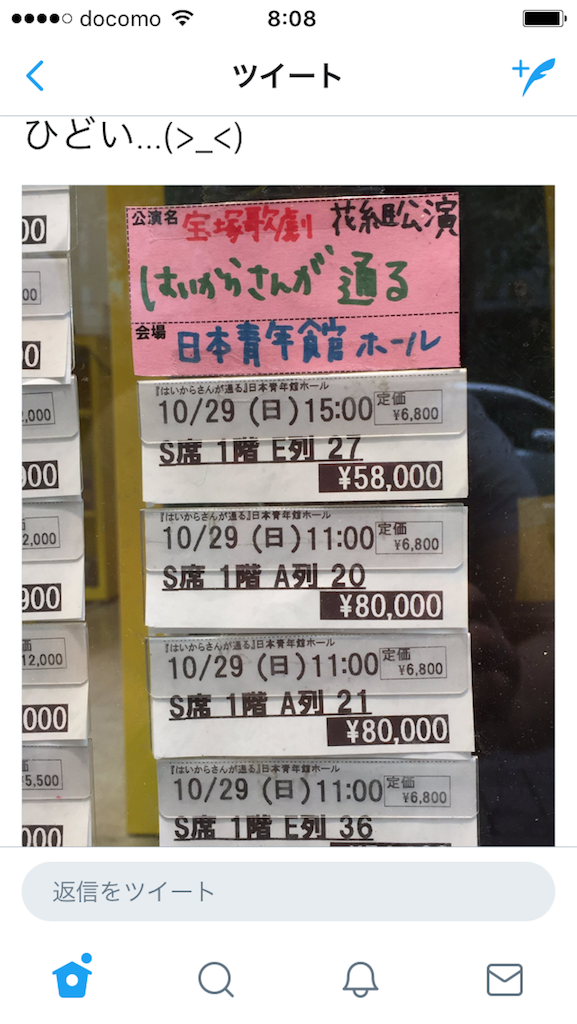 docomo
8:08
ツイート
ひどい...(>_<)
公演名 宝塚歌劇 花組公演
はいからさんが 通る
会場 日本青年館 ホール
『はいからさんが通る』日本青年館ホール
10/29 (日) 15:00
定価
¥6,800
S席 1階 E列 27
¥58,000
『はいからさんが通る』日本青年館ホール
10/29 (日) 11:00
定価
¥6,800
S席 1階 A列 20
¥80,000
『はいからさんが通る』日本青年館ホール
10/29 (日) 11:00
定価
¥6,800
S席 1階 A列 21
¥80,000
『はいからさんが通る』日本青年館ホール
10/29 (日) 11:00
定価
¥6,800
S席 1階 E列 36
返信をツイート